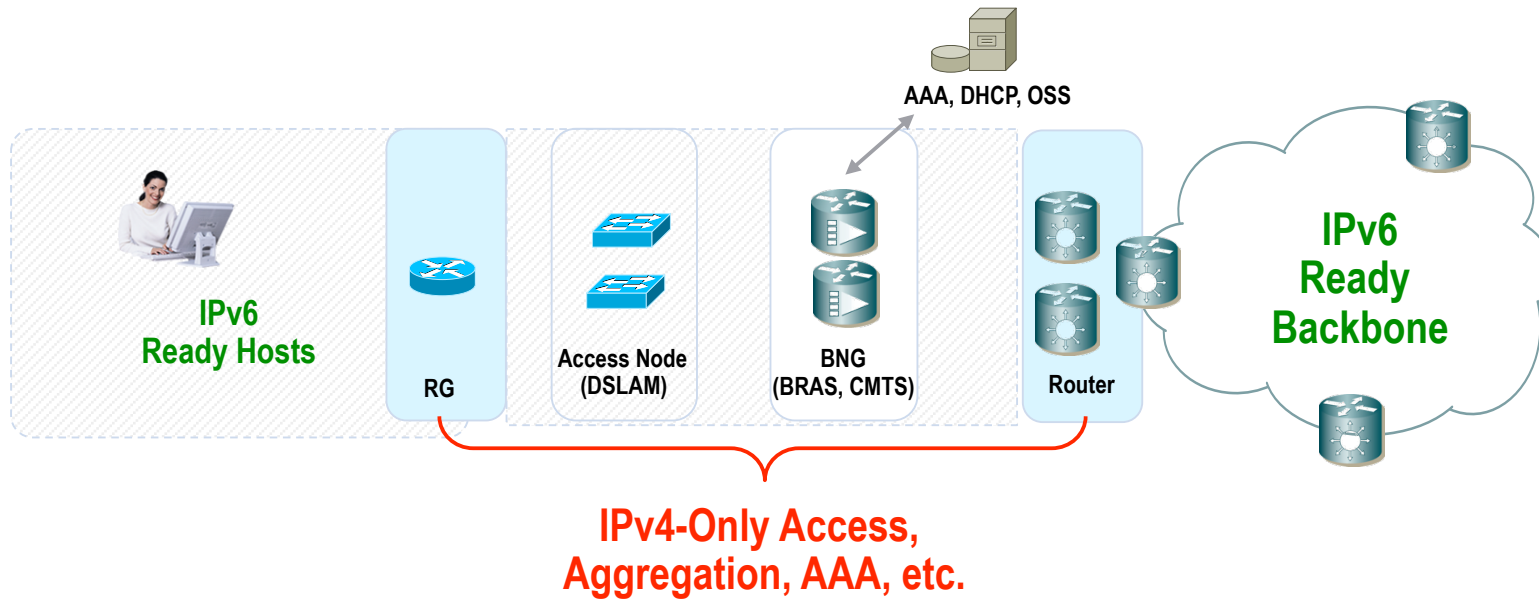 AAA, DHCP, OSS
IPv6
Ready Hosts
RG
Access Node
(DSLAM)
BNG
(BRAS, CMTS)
Router
IPv6
Ready
Backbone
IPv4-Only Access,
Aggregation, AAA, etc.